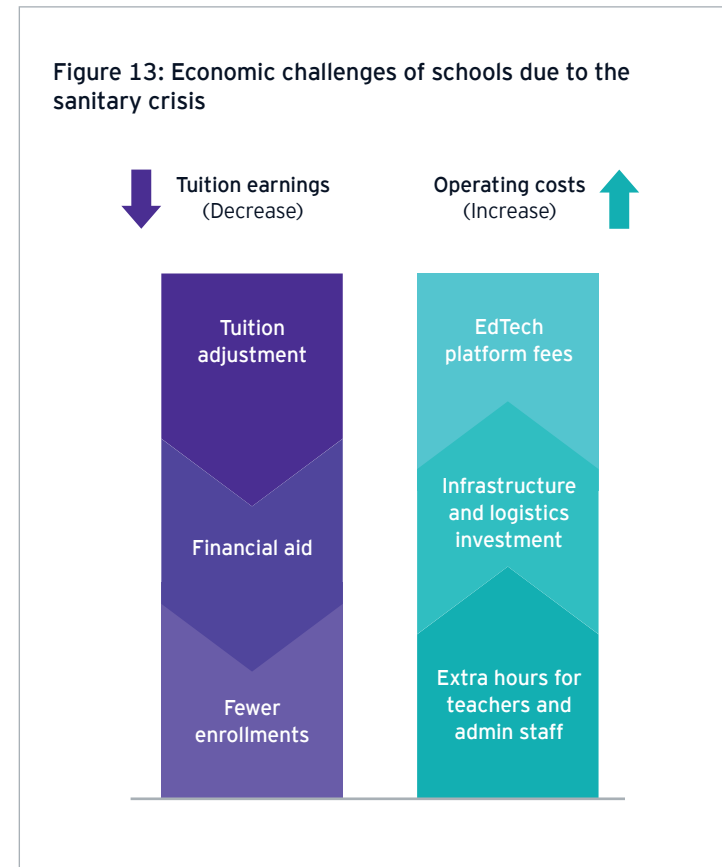 Figure 13: Economic challenges of schools due to the
sanitary crisis
Tuition earnings
(Decrease)
Operating costs
(Increase)
Tuition
adjustment
Financial aid
Fewer
enrollments
EdTech
platform fees
Infrastructure
and logistics
investment
Extra hours for
teachers and
admin staff